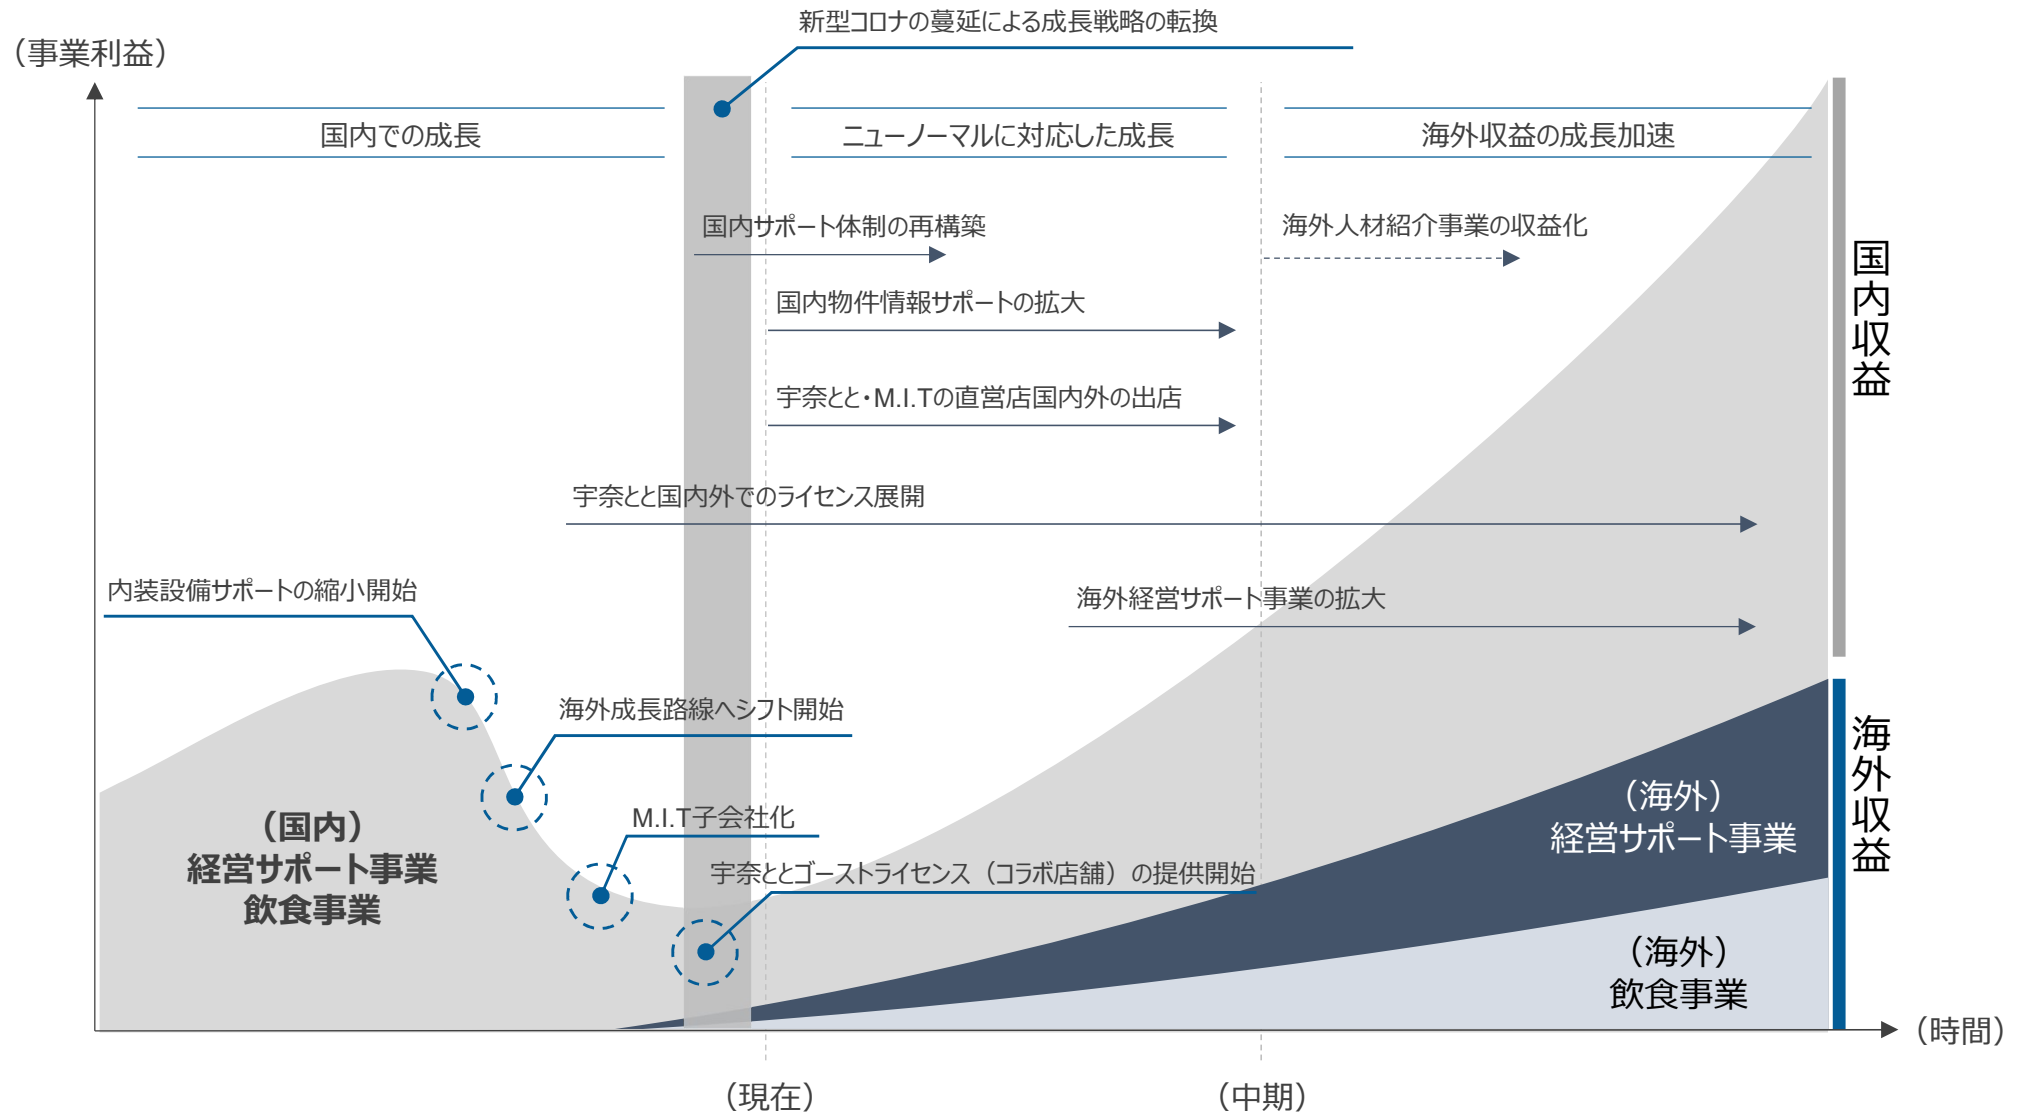 新型コロナの蔓延による成長戦略の転換
（事業利益）
国内での成長
ニューノーマルに対応した成長
海外収益の成長加速
国内サポート体制の再構築
海外人材紹介事業の収益化
国内物件情報サポートの拡大
宇奈とと・M.I.Tの直営店国内外の出店
宇奈とと国内外でのライセンス展開
内装設備サポートの縮小開始
海外経営サポート事業の拡大
海外成長路線へシフト開始
M.I.T子会社化
宇奈ととゴーストライセンス（コラボ店舗）の提供開始
（国内）
経営サポート事業
飲食事業
（海外）
経営サポート事業
（海外）
飲食事業
国内収益
海外収益
（時間）
（現在）
（中期）